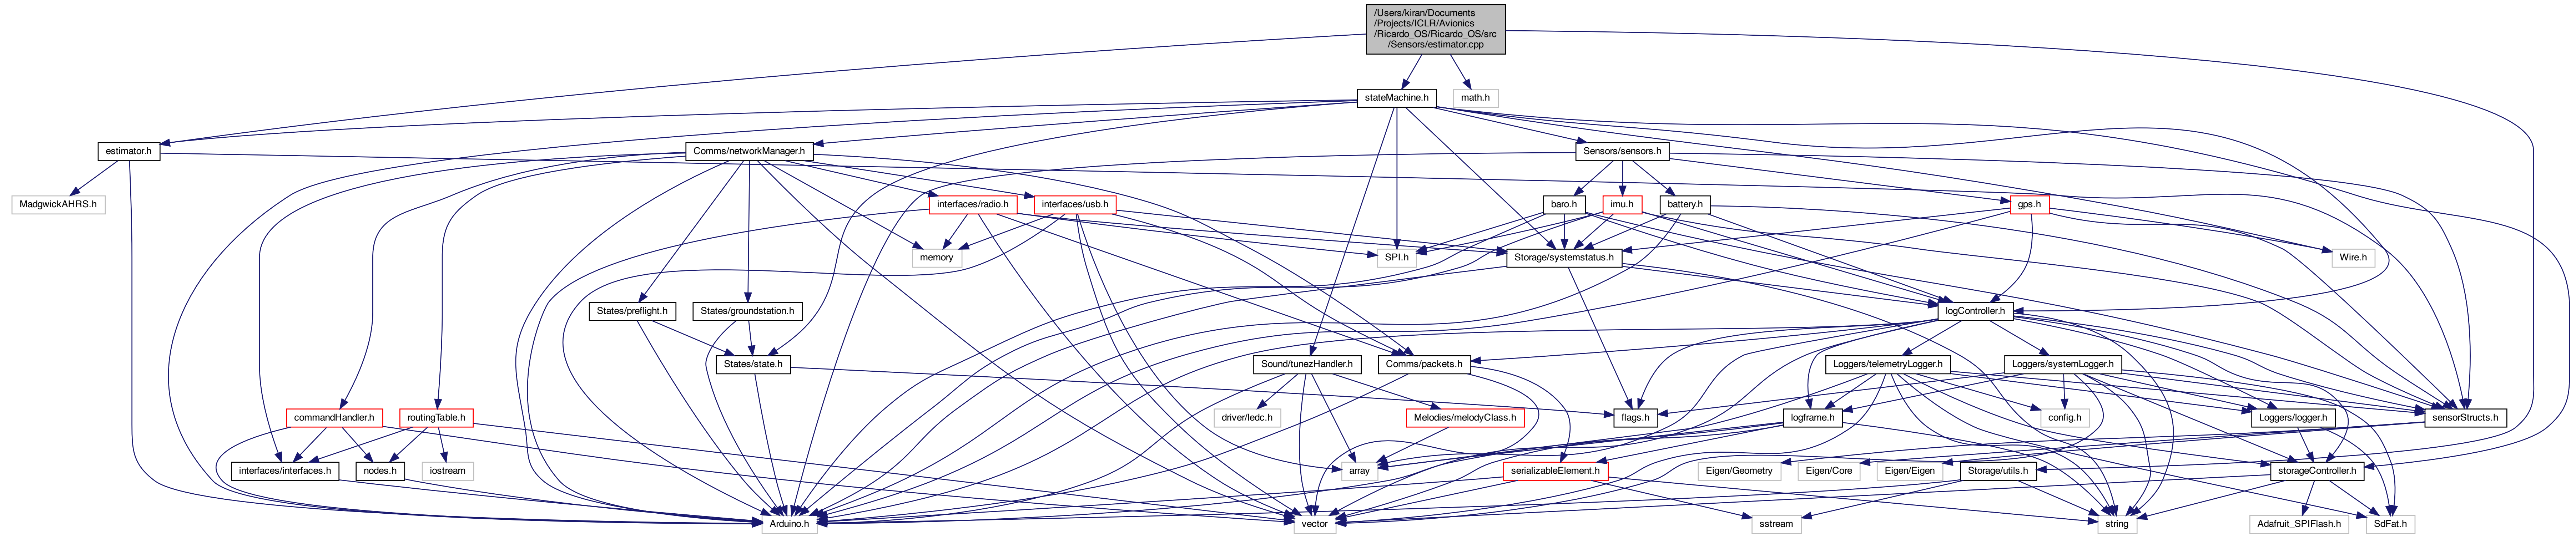 /Users/kiran/Documents
/Projects/ICLR/Avionics
/Ricardo_OS/Ricardo_OS/src
/Sensors/estimator.cpp
stateMachine.h
math.h
estimator.h
Comms/networkManager.h
Sensors/sensors.h
MadgwickAHRS.h
interfaces/radio.h
interfaces/usb.h
baro.h
imu.h
battery.h
gps.h
memory
SPI.h
Storage/systemstatus.h
Wire.h
States/preflight.h
States/groundstation.h
logController.h
States/state.h
Sound/tunezHandler.h
Comms/packets.h
Loggers/telemetryLogger.h
Loggers/systemLogger.h
commandHandler.h
routingTable.h
driver/ledc.h
Melodies/melodyClass.h
flags.h
logframe.h
config.h
Loggers/logger.h
sensorStructs.h
interfaces/interfaces.h
nodes.h
iostream
array
serializableElement.h
Eigen/Geometry
Eigen/Core
Eigen/Eigen
Storage/utils.h
storageController.h
Arduino.h
vector
sstream
string
Adafruit_SPIFlash.h
SdFat.h